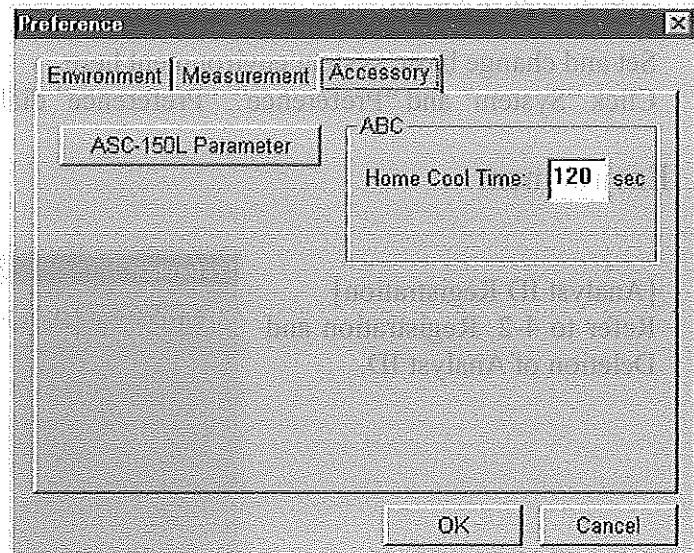 Preference
Environment Measurement Accessory
ASC-150L Parameter
ABC
Home Cool Time: 120 sec
OK Cancel